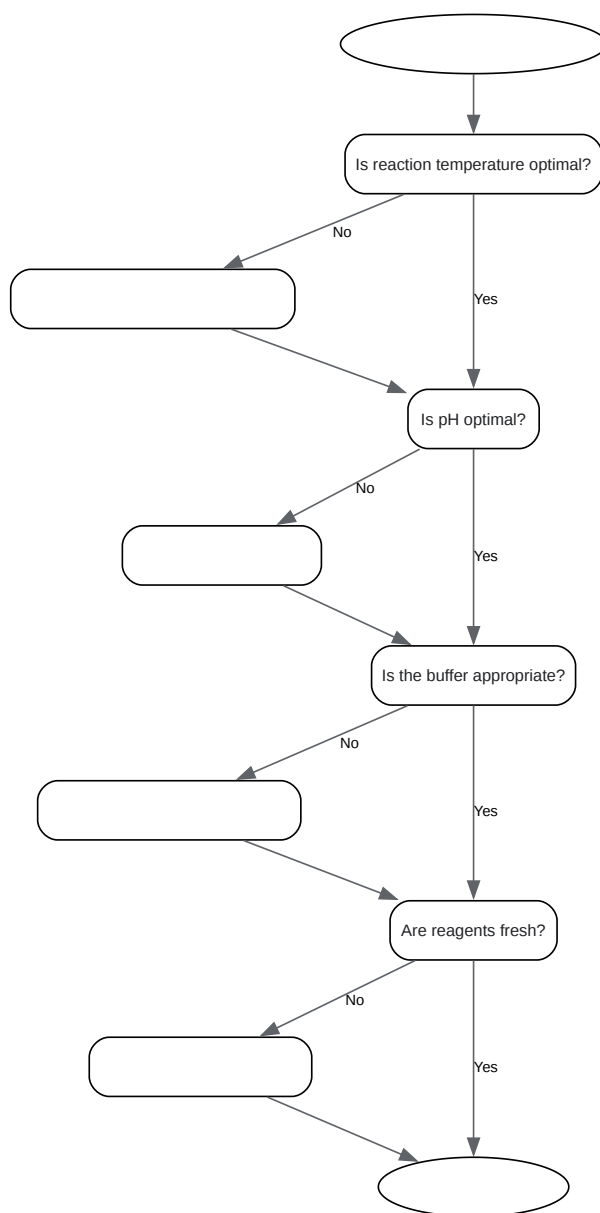 Is reaction temperature optimal?
No
Yes
Is pH optimal?
No
Yes
Is the buffer appropriate?
No
Yes
Are reagents fresh?
No
Yes